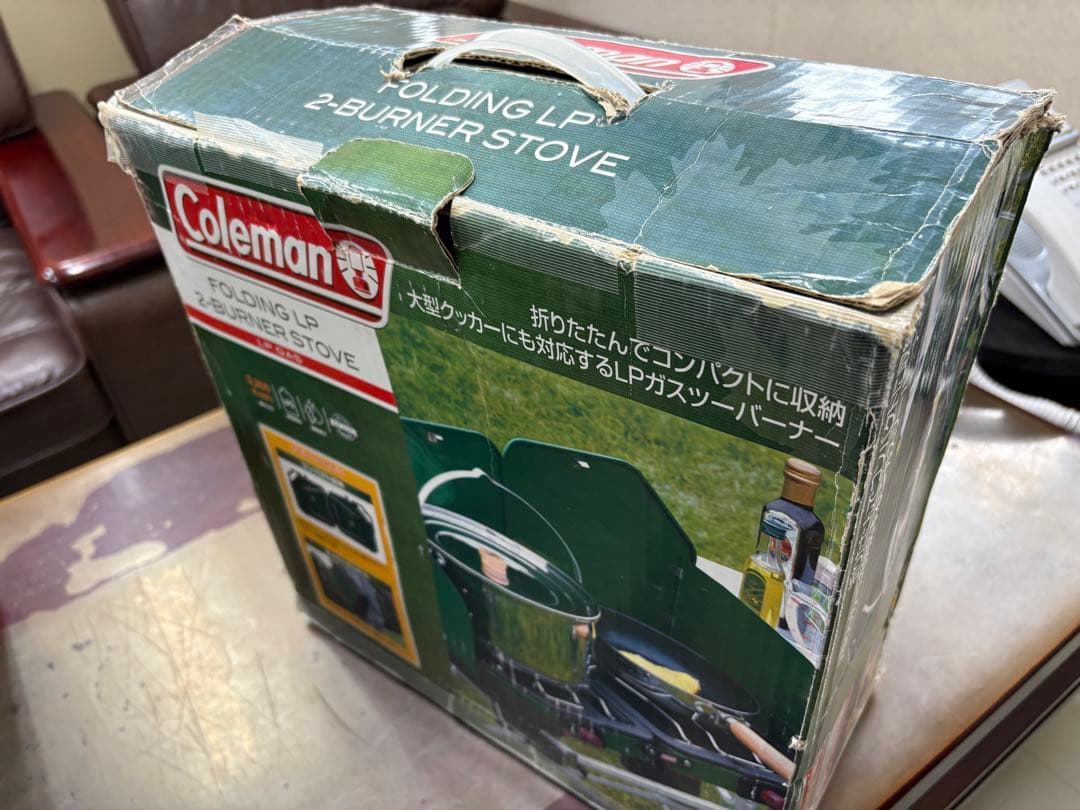 Coleman
FOLDING LP
2-BURNER STOVE
Coleman
FOLDING LP
2-BURNER STOVE
LP GAS
折りたたんでコンパクトに収納
大型クッカーにも対応するLPガスツーバーナー